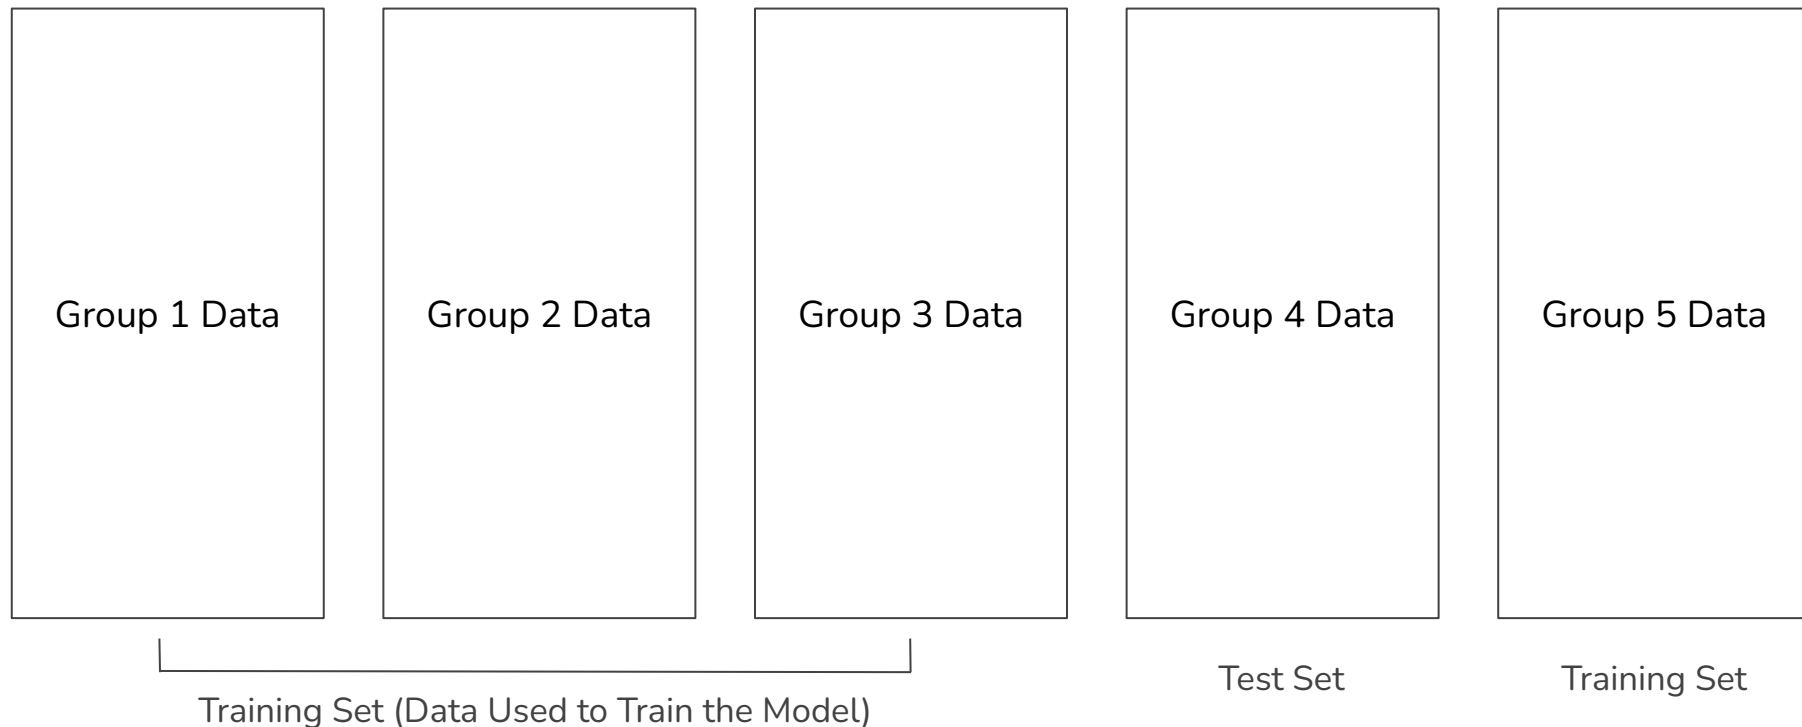 Group 1 Data
Group 2 Data
Group 3 Data
Group 4 Data
Group 5 Data
Training Set (Data Used to Train the Model)
Test Set
Training Set